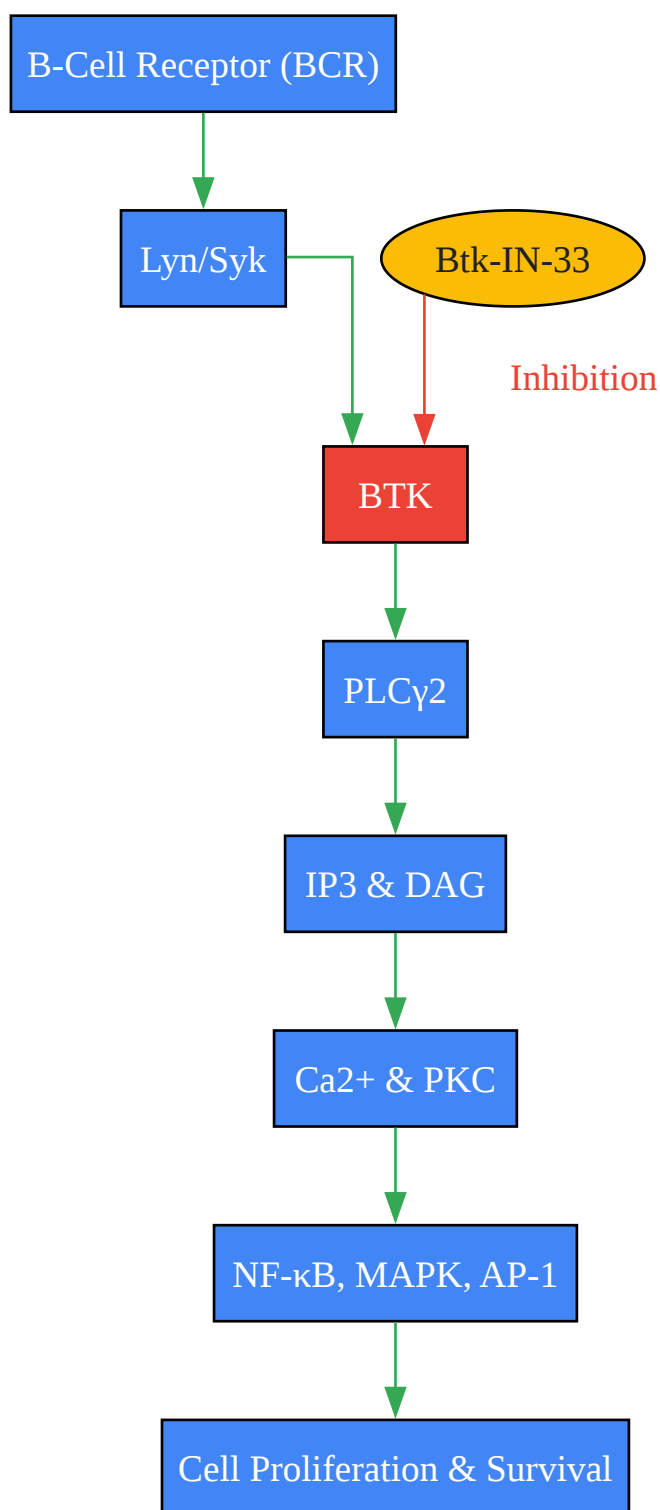 B-Cell Receptor (BCR)
Lyn/Syk
Btk-IN-33
Inhibition
BTK
PLCγ2
IP3 & DAG
Ca2+ & PKC
NF-κB, MAPK, AP-1
Cell Proliferation & Survival